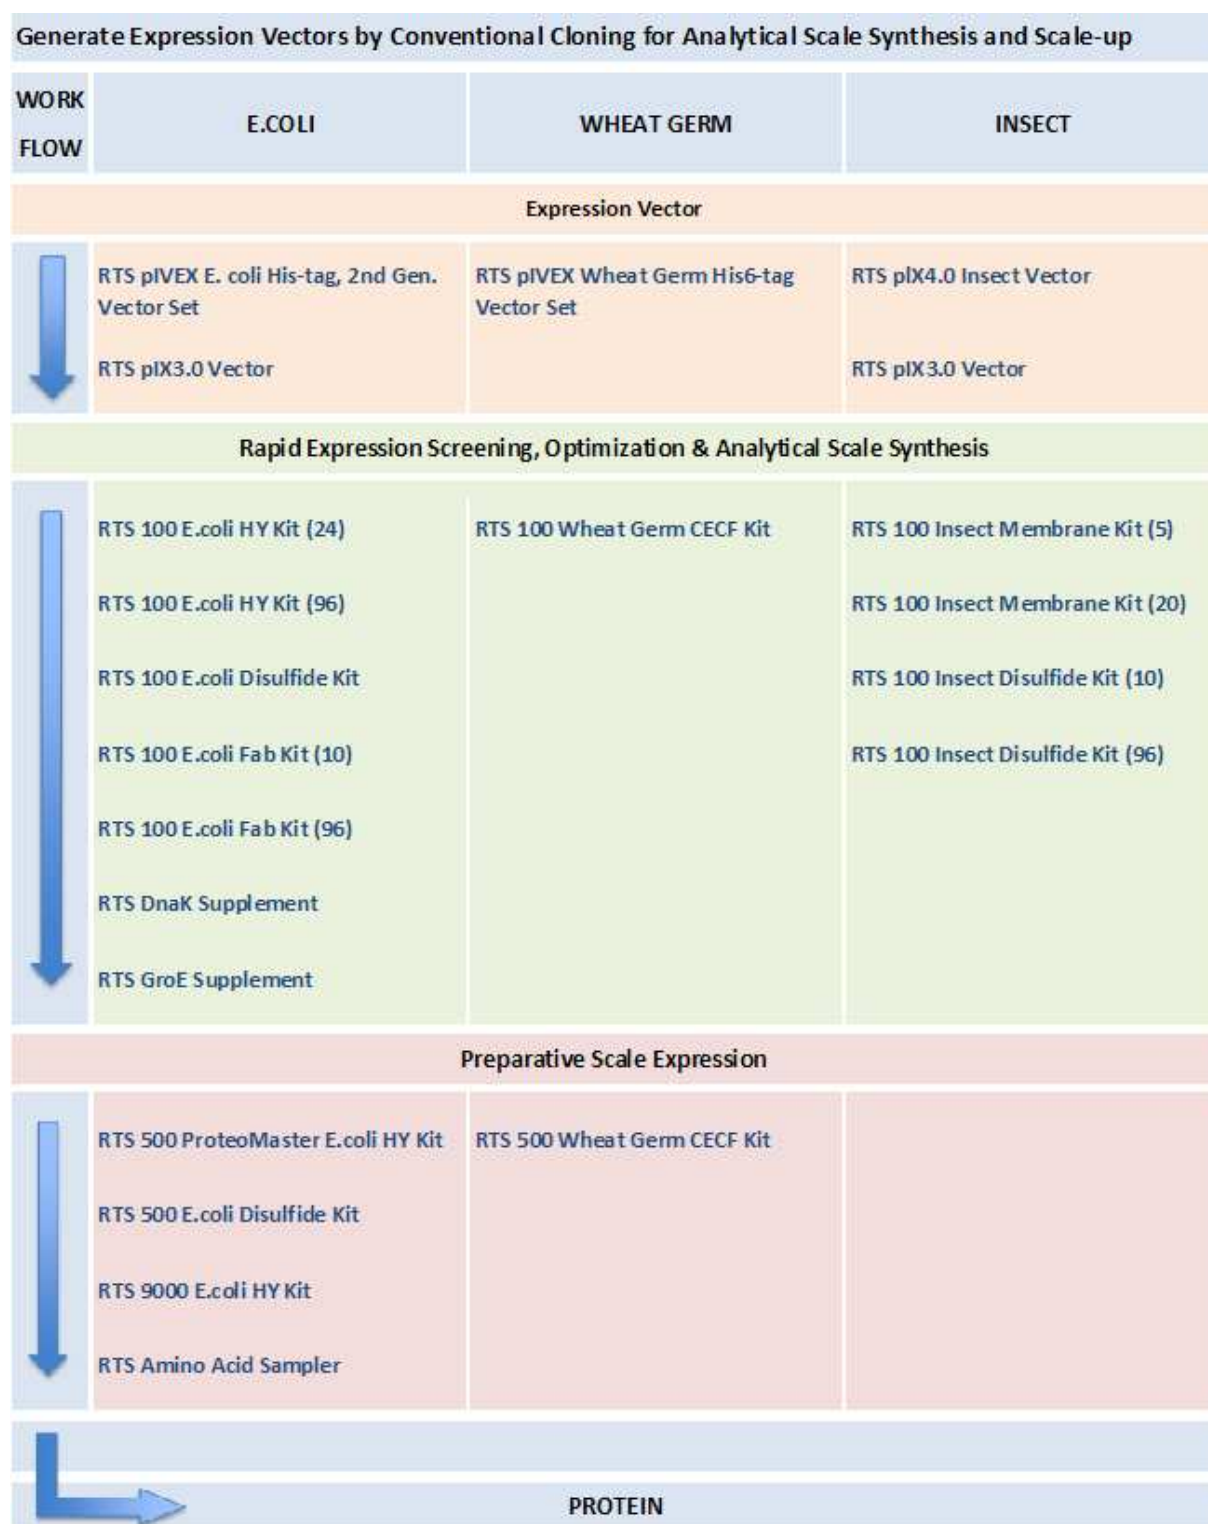 Generate Expression Vectors by Conventional Cloning for Analytical Scale Synthesis and Scale-up
WORK
FLOW
E.COLI
WHEAT GERM
INSECT
Expression Vector
RTS pIVEX E. coli His-tag, 2nd Gen.
Vector Set
RTS pIX3.0 Vector
RTS pIVEX Wheat Germ His6-tag
Vector Set
RTS pIX4.0 Insect Vector
RTS pIX3.0 Vector
Rapid Expression Screening, Optimization & Analytical Scale Synthesis
RTS 100 E.coli HY Kit (24)
RTS 100 E.coli HY Kit (96)
RTS 100 E.coli Disulfide Kit
RTS 100 E.coli Fab Kit (10)
RTS 100 E.coli Fab Kit (96)
RTS DnaK Supplement
RTS GroE Supplement
RTS 100 Wheat Germ CECF Kit
RTS 100 Insect Membrane Kit (5)
RTS 100 Insect Membrane Kit (20)
RTS 100 Insect Disulfide Kit (10)
RTS 100 Insect Disulfide Kit (96)
Preparative Scale Expression
RTS 500 ProteoMaster E.coli HY Kit
RTS 500 E.coli Disulfide Kit
RTS 9000 E.coli HY Kit
RTS Amino Acid Sampler
RTS 500 Wheat Germ CECF Kit
PROTEIN